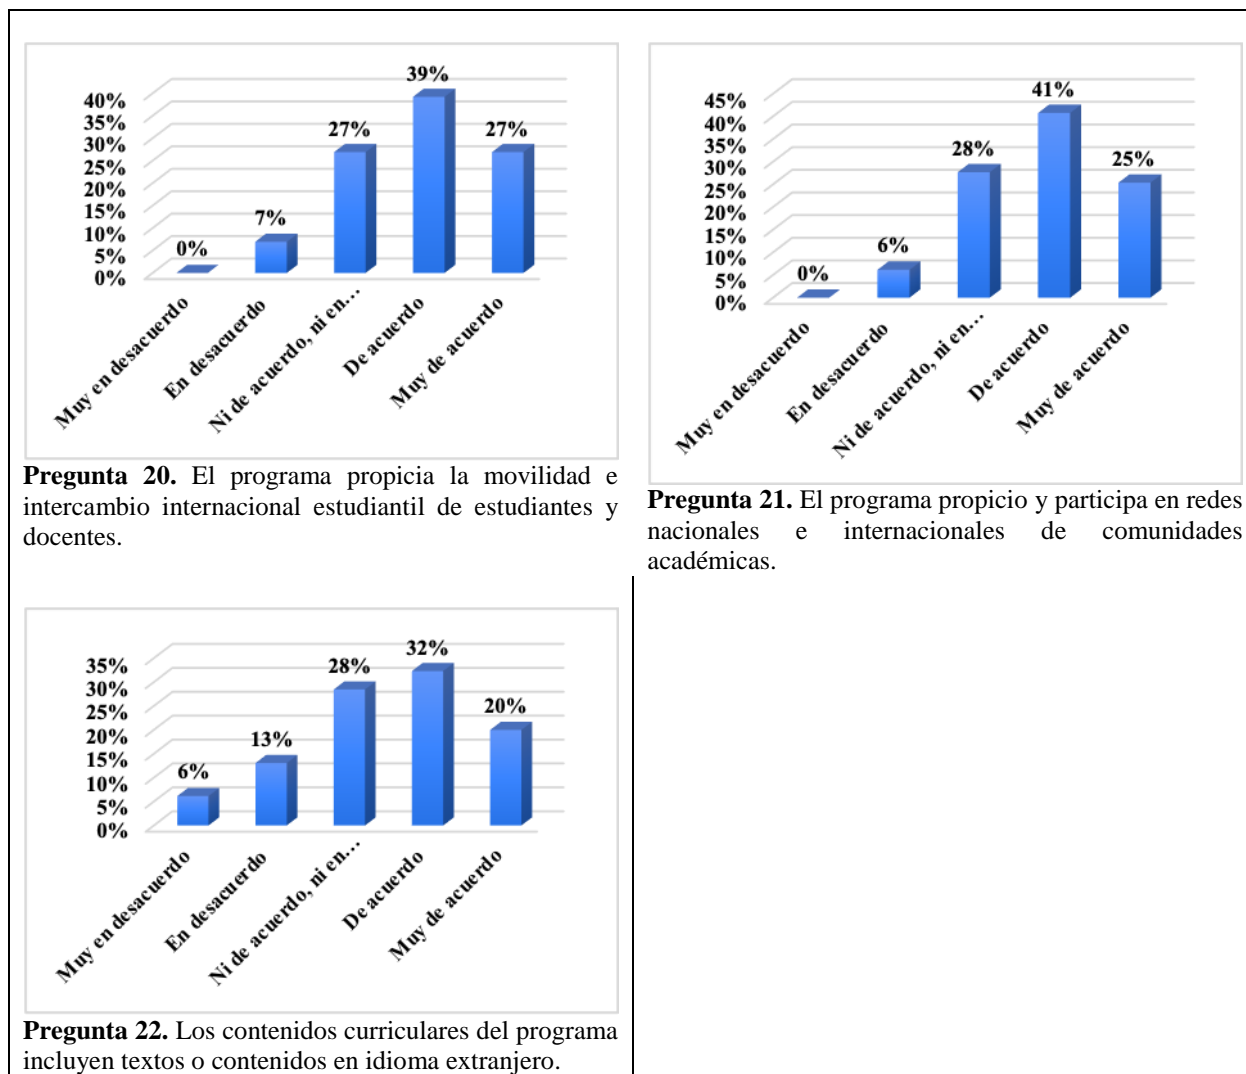 39%
40%
35%
27%
27%
30%
25%
20%
15%
7%
10%
0%
5%
0%
Muy en desacuerdo
En desacuerdo
Ni de acuerdo, ni en…
De acuerdo
Muy de acuerdo
Pregunta 20. El programa propicia la movilidad e
intercambio internacional estudiantil de estudiantes y
docentes.
41%
45%
40%
28%
25%
35%
30%
25%
20%
15%
6%
10%
0%
5%
0%
Muy en desacuerdo
En desacuerdo
Ni de acuerdo, ni en…
De acuerdo
Muy de acuerdo
Pregunta 21. El programa propicio y participa en redes
nacionales e internacionales de comunidades
académicas.
32%
35%
28%
30%
20%
25%
20%
13%
15%
6%
10%
5%
0%
Muy en desacuerdo
En desacuerdo
Ni de acuerdo, ni en…
De acuerdo
Muy de acuerdo
Pregunta 22. Los contenidos curriculares del programa
incluyen textos o contenidos en idioma extranjero.